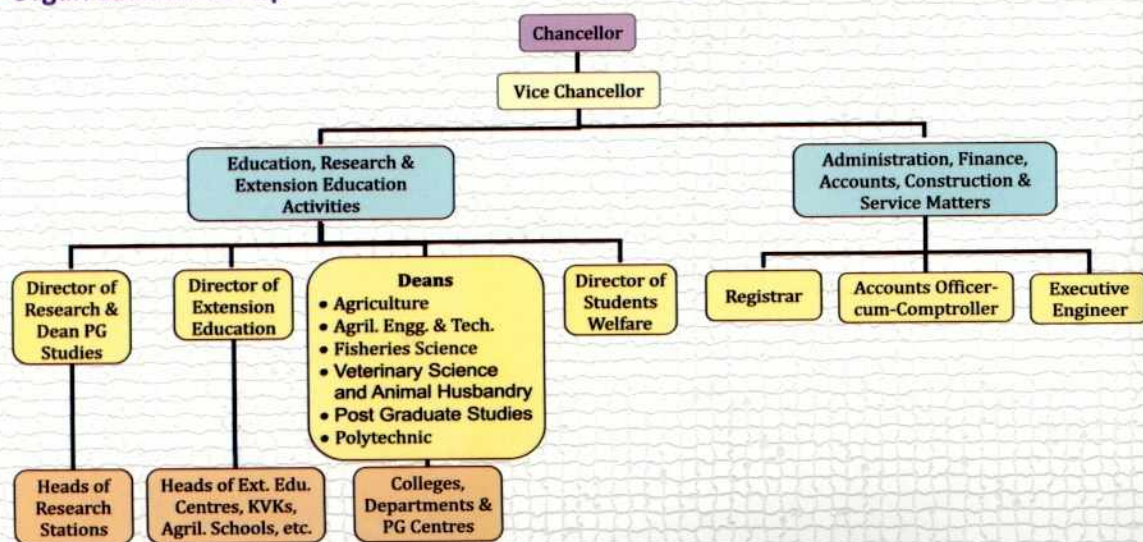 Chancellor
Vice Chancellor
Education, Research &
Extension Education
Activities
Administration, Finance,
Accounts, Construction &
Service Matters
Director of
Research &
Dean PG
Studies
Director of
Extension
Education
Deans
• Agriculture
• Agril. Engg. & Tech.
• Fisheries Science
• Veterinary Science
and Animal Husbandry
• Post Graduate Studies
• Polytechnic
Director of
Students
Welfare
Registrar
Accounts Officer-
cum-Comptroller
Executive
Engineer
Heads of
Research
Stations
Heads of Ext. Edu.
Centres, KVKs,
Agril. Schools, etc.
Colleges,
Departments &
PG Centres